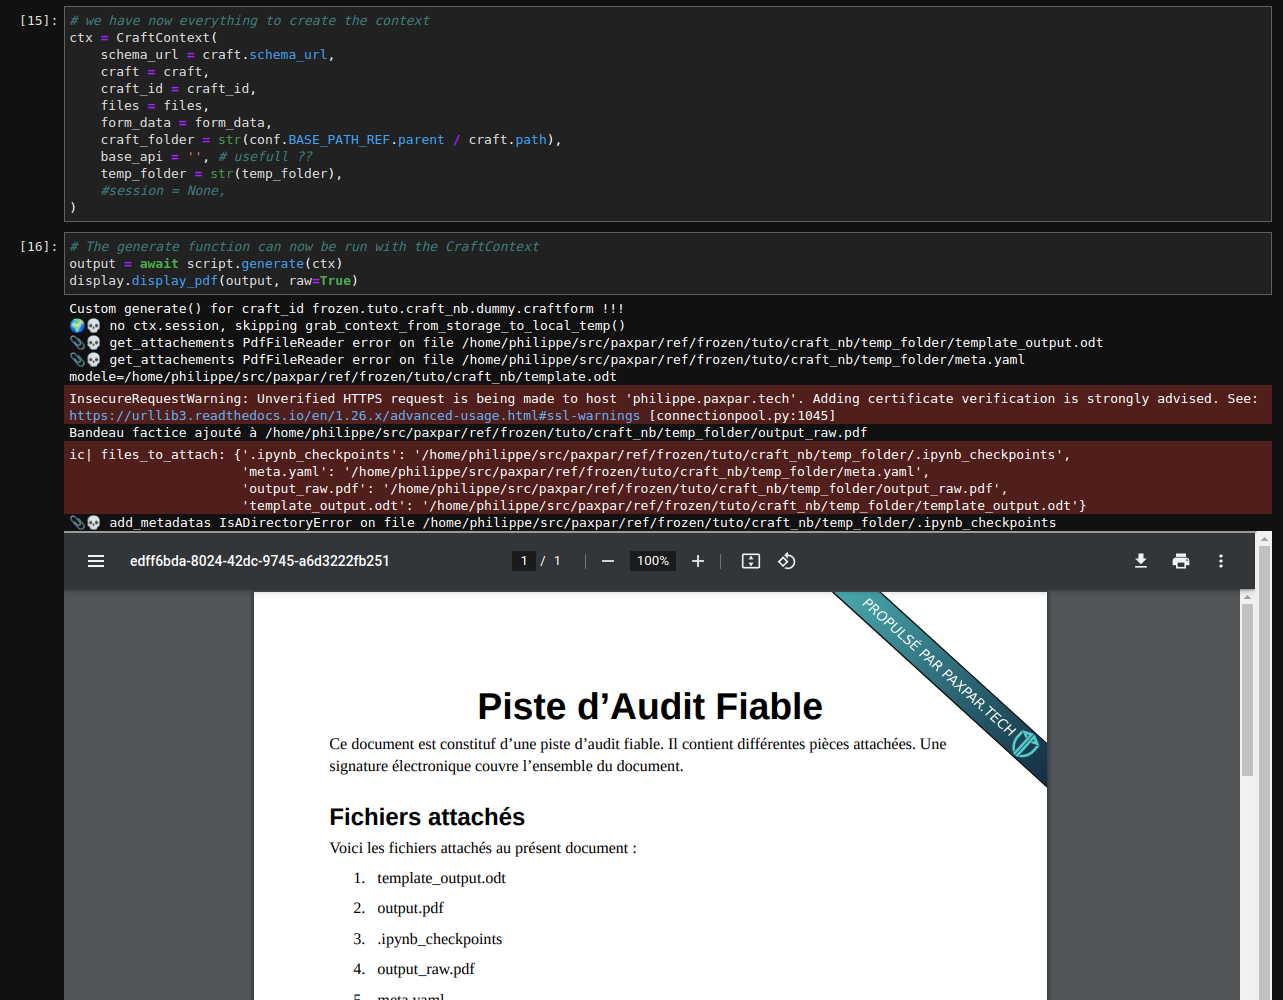 [15]:
# we have now everything to create the context
ctx = CraftContext(
    schema_url = craft.schema_url,
    craft = craft,
    craft_id = craft_id,
    files = files,
    form_data = form_data,
    craft_folder = str(conf.BASE_PATH_REF.parent / craft.path),
    base_api = '', # usefull ??
    temp_folder = str(temp_folder),
    #session = None,
)
[16]:
# The generate function can now be run with the CraftContext
output = await script.generate(ctx)
display.display_pdf(output, raw=True)
Custom generate() for craft_id frozen.tuto.craft_nb.dummy.craftform !!!
🌍💀 no ctx.session, skipping grab_context_from_storage_to_local_temp()
📎💀 get_attachements PdfFileReader error on file /home/philippe/src/paxpar/ref/frozen/tuto/craft_nb/temp_folder/template_output.odt
📎💀 get_attachements PdfFileReader error on file /home/philippe/src/paxpar/ref/frozen/tuto/craft_nb/temp_folder/meta.yaml
modele=/home/philippe/src/paxpar/ref/frozen/tuto/craft_nb/template.odt
InsecureRequestWarning: Unverified HTTPS request is being made to host 'philippe.paxpar.tech'. Adding certificate verification is strongly advised. See:
https://urllib3.readthedocs.io/en/1.26.x/advanced-usage.html#ssl-warnings [connectionpool.py:1045]
Bandeau factice ajouté à /home/philippe/src/paxpar/ref/frozen/tuto/craft_nb/temp_folder/output_raw.pdf
ic| files_to_attach: {'.ipynb_checkpoints': '/home/philippe/src/paxpar/ref/frozen/tuto/craft_nb/temp_folder/.ipynb_checkpoints',
                      'meta.yaml': '/home/philippe/src/paxpar/ref/frozen/tuto/craft_nb/temp_folder/meta.yaml',
                      'output_raw.pdf': '/home/philippe/src/paxpar/ref/frozen/tuto/craft_nb/temp_folder/output_raw.pdf',
                      'template_output.odt': '/home/philippe/src/paxpar/ref/frozen/tuto/craft_nb/temp_folder/template_output.odt'}
📎💀 add_metadatas IsADirectoryError on file /home/philippe/src/paxpar/ref/frozen/tuto/craft_nb/temp_folder/.ipynb_checkpoints
edff6bda-8024-42dc-9745-a6d3222fb251 1 / 1 100%
PROPULSÉ PAR PAXPAR.TECH
Piste d’Audit Fiable
Ce document est constituf d’une piste d’audit fiable. Il contient différentes pièces attachées. Une
signature électronique couvre l’ensemble du document.
Fichiers attachés
Voici les fichiers attachés au présent document :
1. template_output.odt
2. output.pdf
3. .ipynb_checkpoints
4. output_raw.pdf
5. meta.yaml